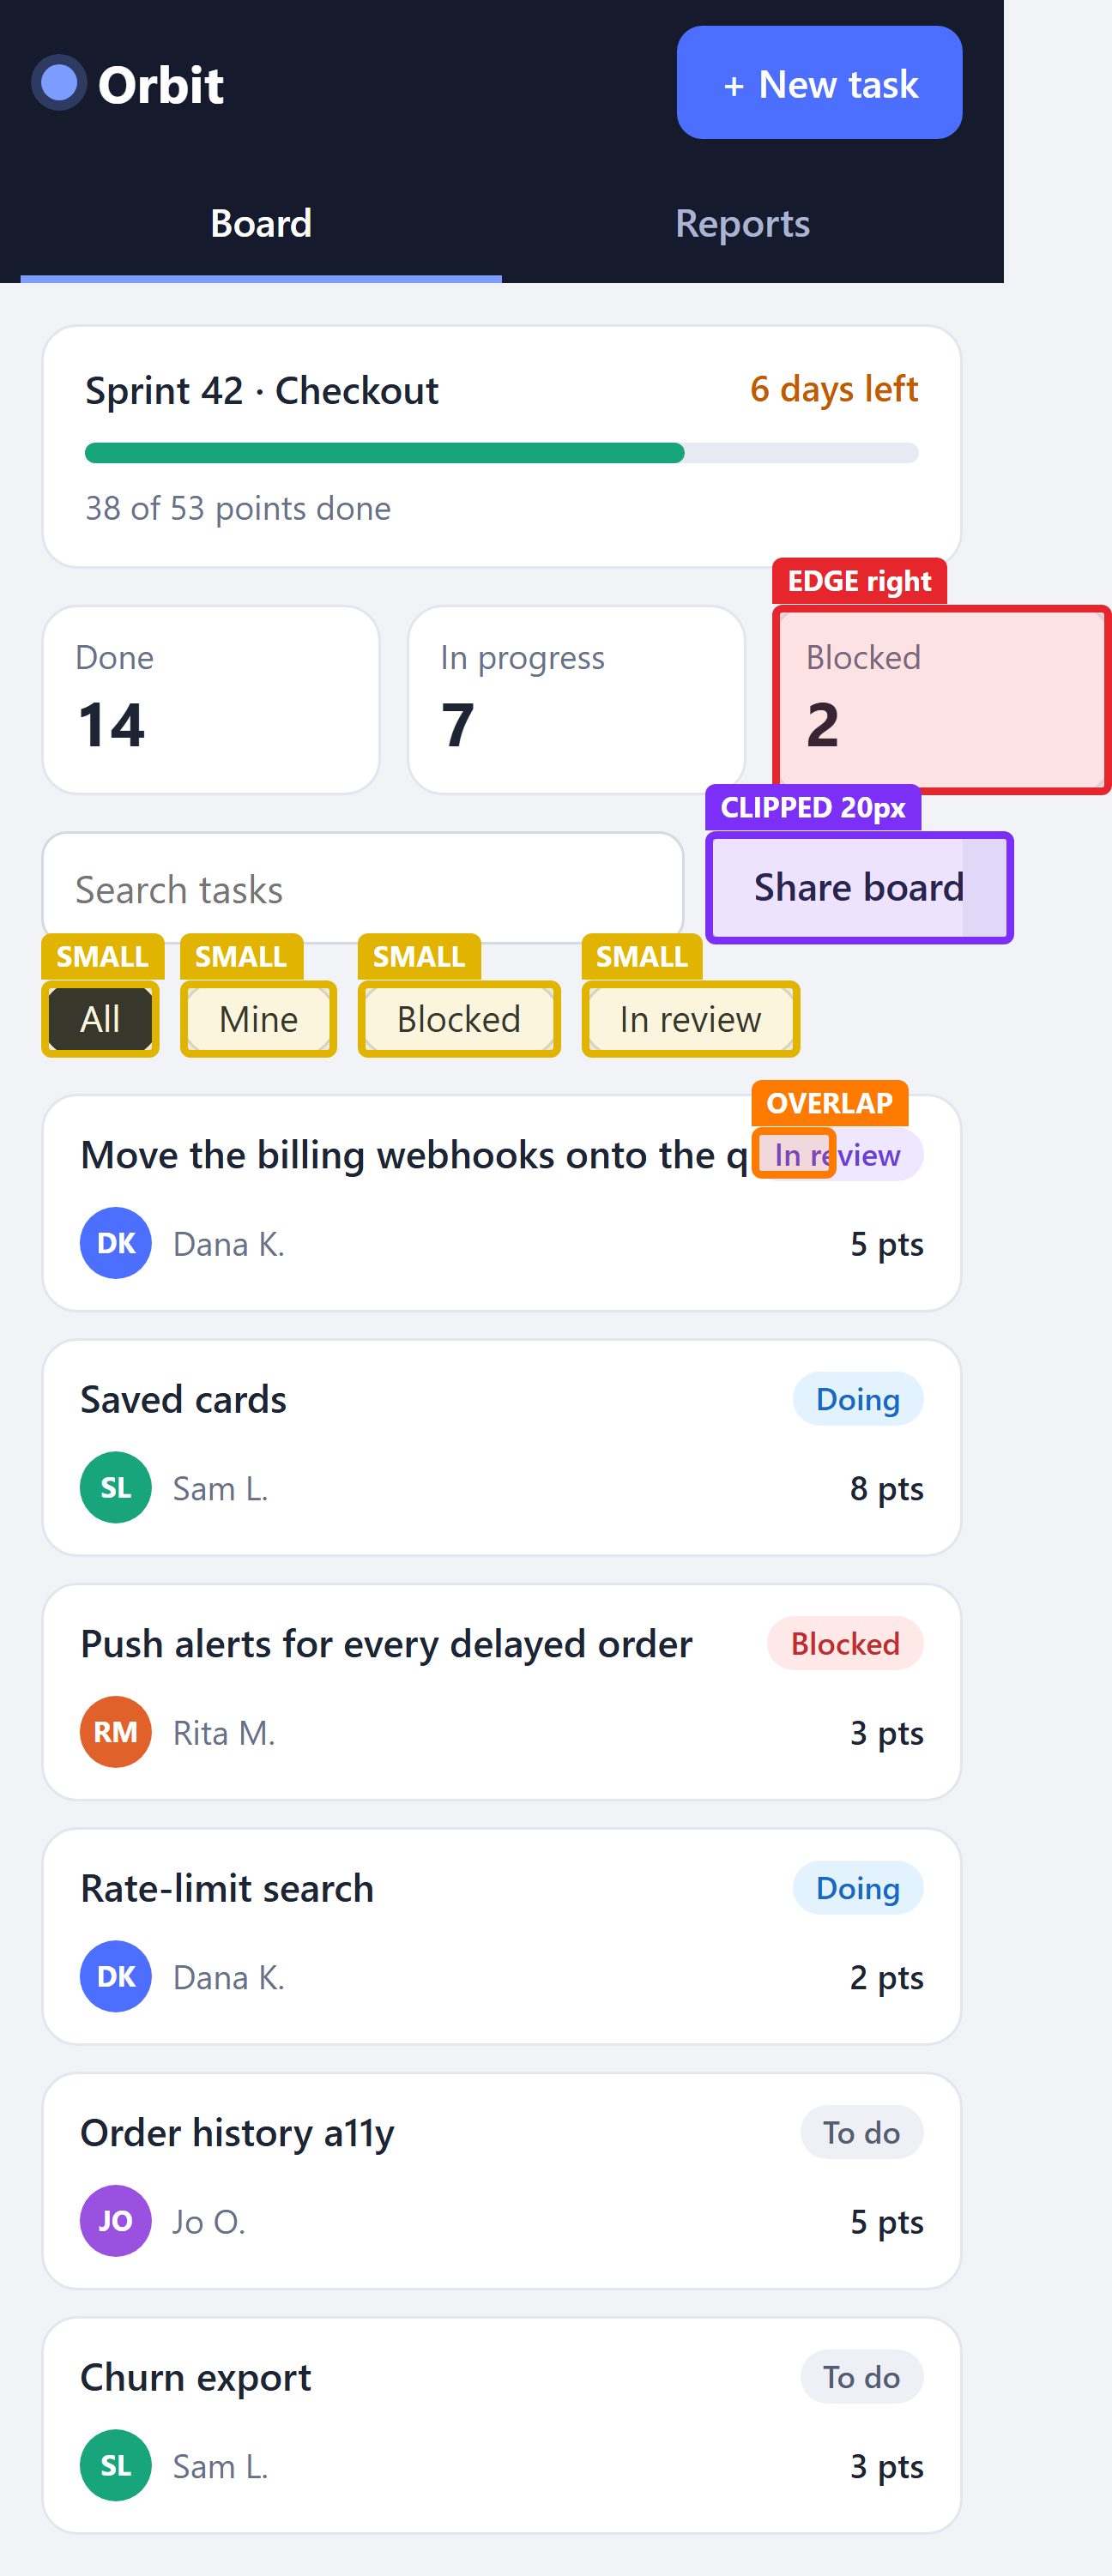 Orbit
+ New task
Board
Reports
Sprint 42 · Checkout
6 days left
38 of 53 points done
EDGE right
Done
14
In progress
7
Blocked
2
CLIPPED 20px
Search tasks
Share board
SMALL
SMALL
SMALL
SMALL
All
Mine
Blocked
In review
OVERLAP
Move the billing webhooks onto the q
In review
DK
Dana K.
5 pts
Saved cards
Doing
SL
Sam L.
8 pts
Push alerts for every delayed order
Blocked
RM
Rita M.
3 pts
Rate-limit search
Doing
DK
Dana K.
2 pts
Order history a11y
To do
JO
Jo O.
5 pts
Churn export
To do
SL
Sam L.
3 pts